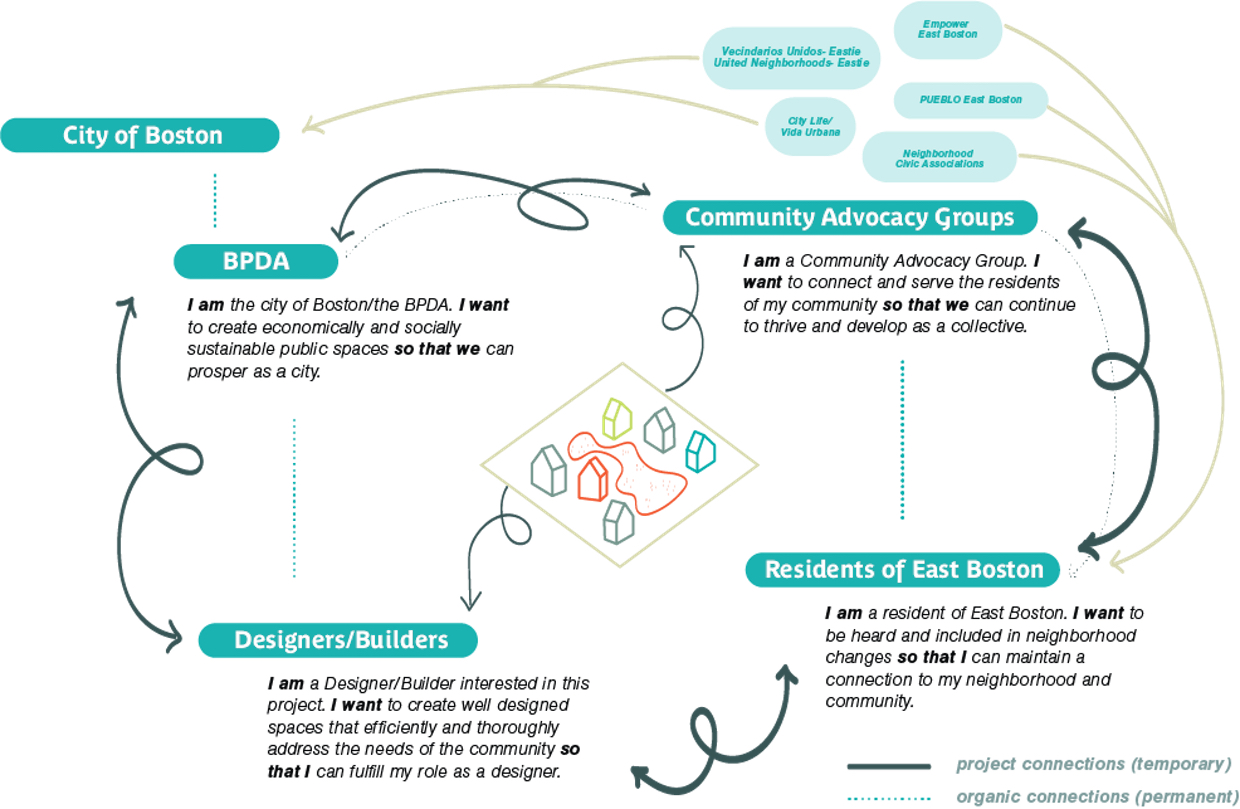 Empower
East Boston
Vecindarios Unidos- Eastie
United Neighborhoods- Eastie
PUEBLO East Boston
City Life/
Vida Urbana
City of Boston
Neighborhood
Civic Associations
Community Advocacy Groups
I am a Community Advocacy Group. I
want to connect and serve the residents
of my community so that we can continue
to thrive and develop as a collective.
BPDA
I am the city of Boston/the BPDA. I want
to create economically and socially
sustainable public spaces so that we can
prosper as a city.
Residents of East Boston
I am a resident of East Boston. I want to
be heard and included in neighborhood
changes so that I can maintain a
connection to my neighborhood and
community.
Designers/Builders
I am a Designer/Builder interested in this
project. I want to create well designed
spaces that efficiently and thoroughly
address the needs of the community so
that I can fulfill my role as a designer.
project connections (temporary)
organic connections (permanent)